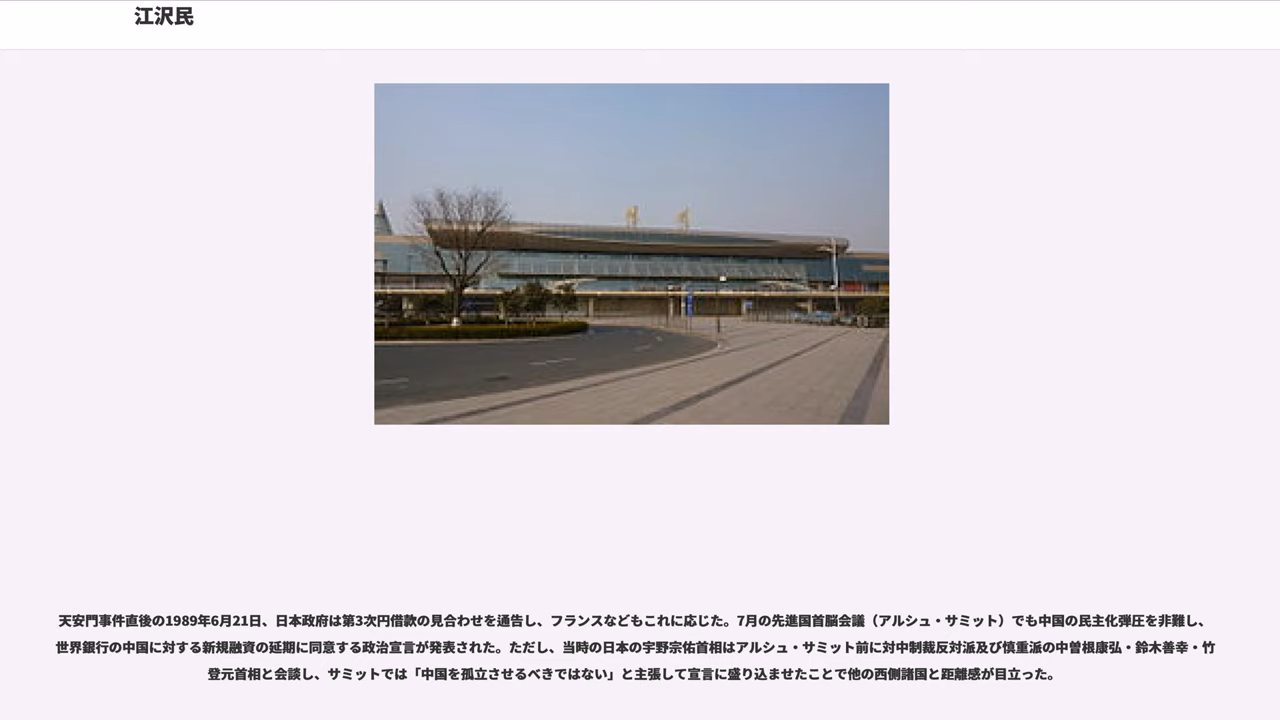 江沢民
天安門事件直後の1989年6月21日、日本政府は第3次円借款の見合わせを通告し、フランスなどもこれに応じた。7月の先進国首脳会議（アルシュ・サミット）でも中国の民主化弾圧を非難し、
世界銀行の中国に対する新規融資の延期に同意する政治宣言が発表された。ただし、当時の日本の宇野宗佑首相はアルシュ・サミット前に対中制裁反対派及び慎重派の中曽根康弘・鈴木善幸・竹
登元首相と会談し、サミットでは「中国を孤立させるべきではない」と主張して宣言に盛り込ませたことで他の西側諸国と距離感が目立った。